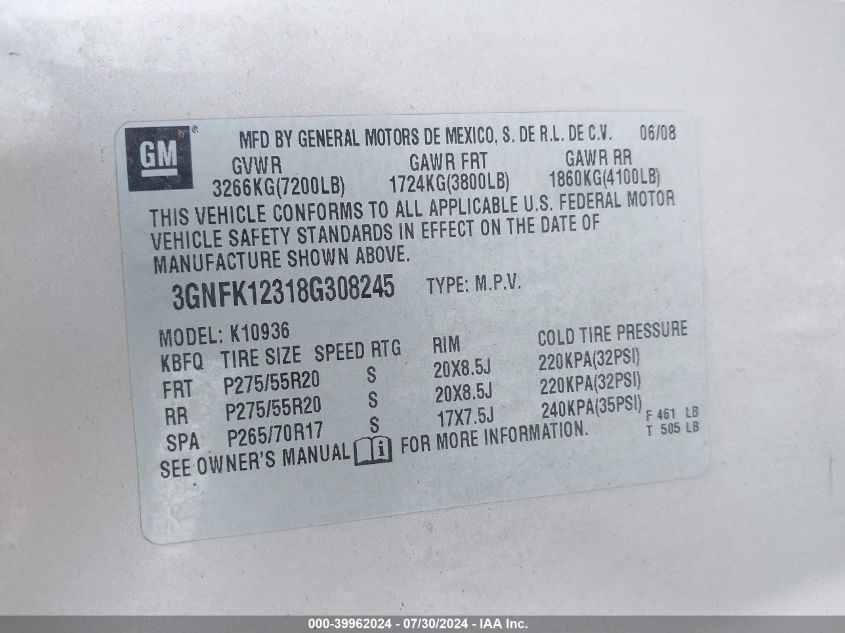 GM ® MFD BY GENERAL MOTORS DE MEXICO, S. DE R.L. DE C.V. 06/08
GVWR GAWR FRT GAWR RR
3266KG(7200LB) 1724KG(3800LB) 1860KG(4100LB)
THIS VEHICLE CONFORMS TO ALL APPLICABLE U.S. FEDERAL MOTOR
VEHICLE SAFETY STANDARDS IN EFFECT ON THE DATE OF
MANUFACTURE SHOWN ABOVE.
3GNFK12318G308245 TYPE: M.P.V.
MODEL: K10936
KBFQ TIRE SIZE SPEED RTG RIM COLD TIRE PRESSURE
FRT P275/55R20 S 20X8.5J 220KPA(32PSI)
RR P275/55R20 S 20X8.5J 220KPA(32PSI)
SPA P265/70R17 S 17X7.5J 240KPA(35PSI)
SEE OWNER'S MANUAL i FOR MORE INFORMATION.
F 461 LB
T 505 LB
000-39962024 - 07/30/2024 - IAA Inc.